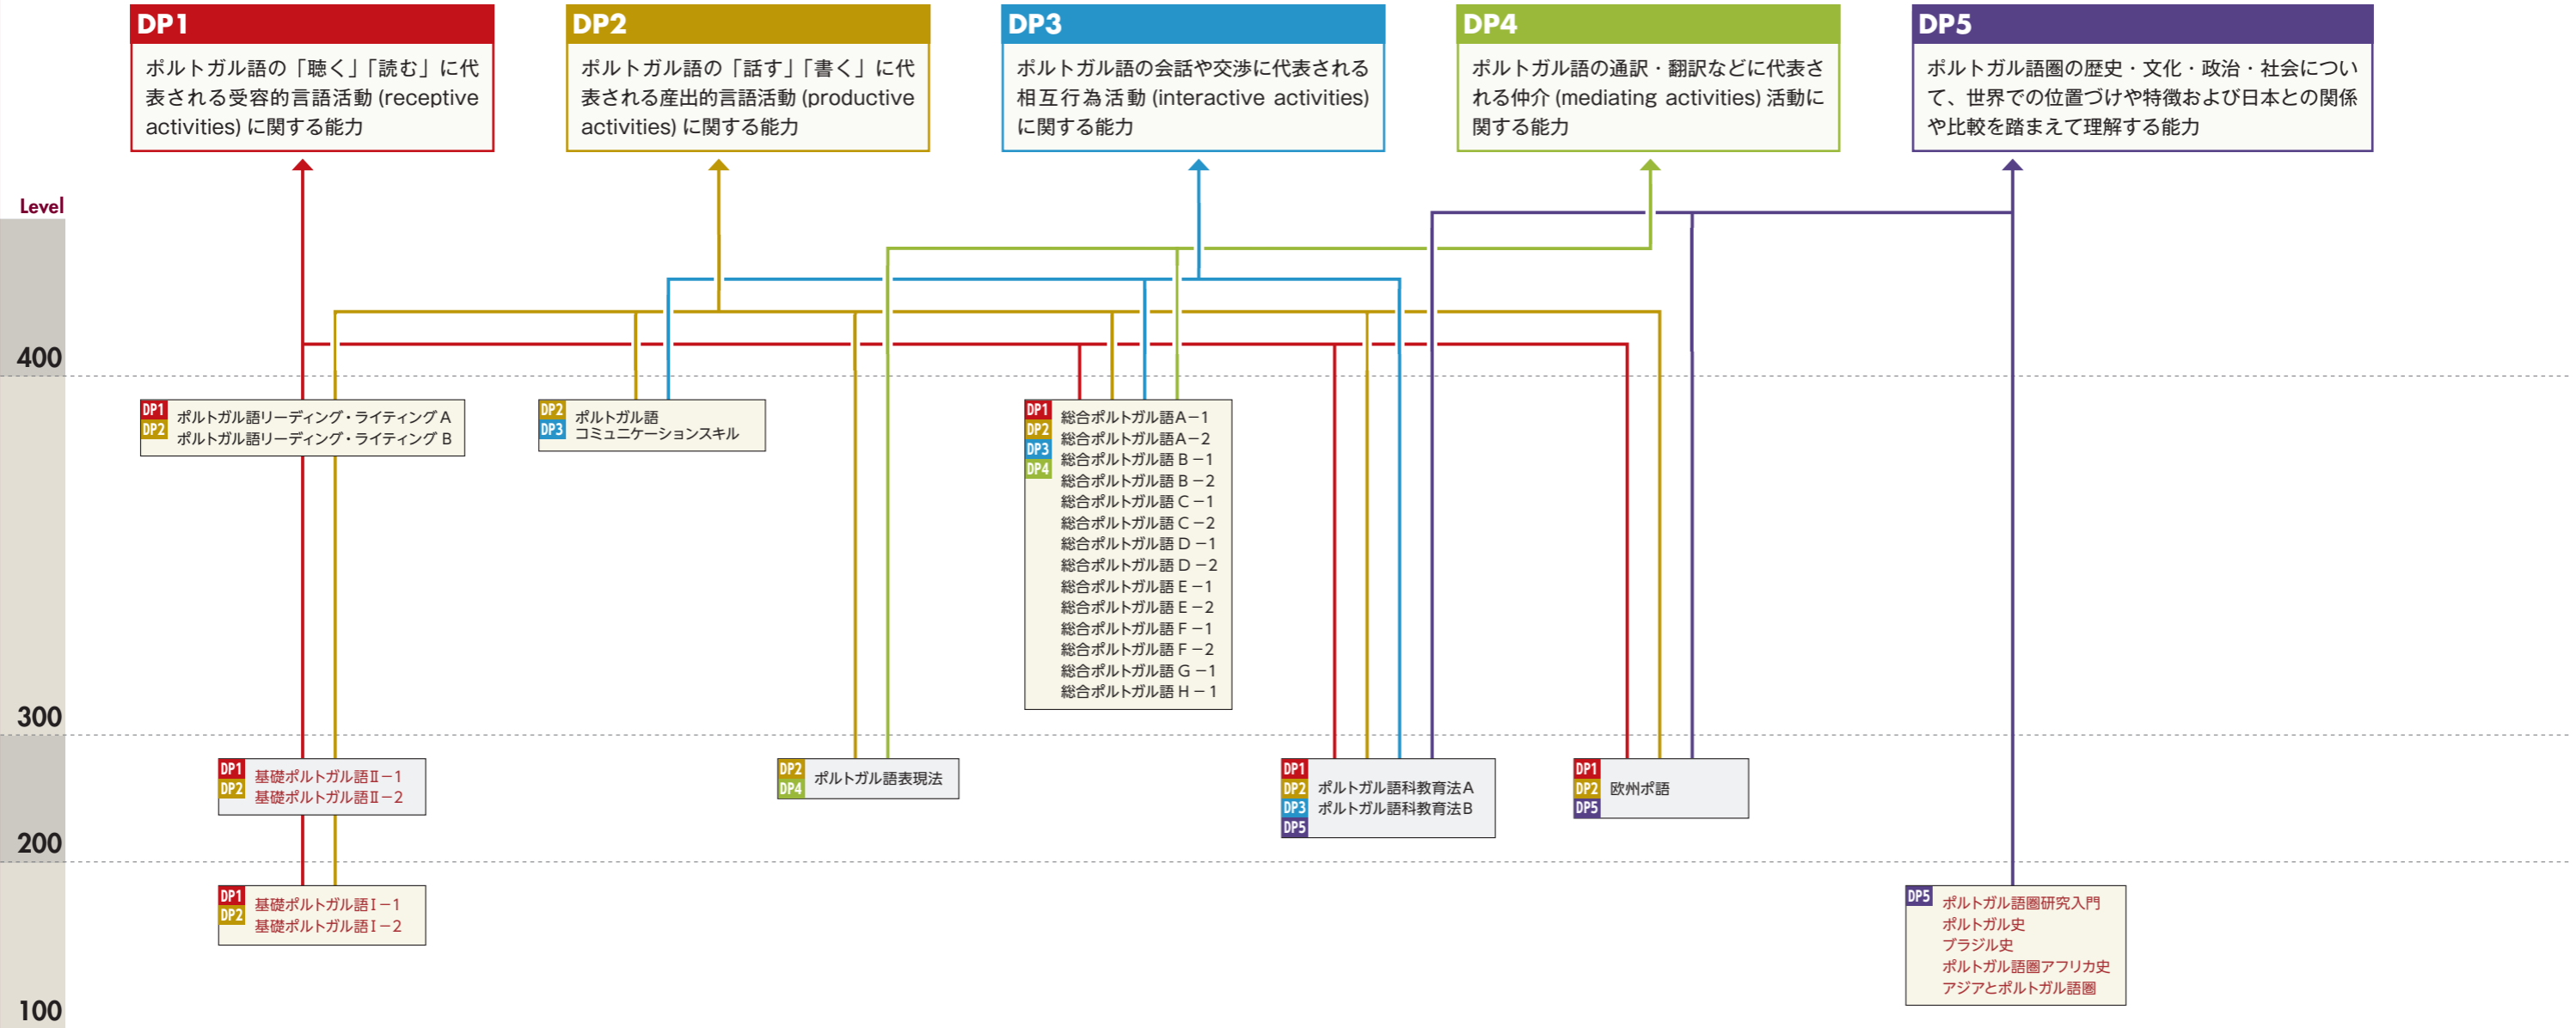 DP1
ポルトガル語の「聴く」「読む」に代
表される受容的言語活動 (receptive
activities) に関する能力
DP2
ポルトガル語の「話す」「書く」に代
表される産出的言語活動 (productive
activities) に関する能力
DP3
ポルトガル語の会話や交渉に代表される
相互行為活動 (interactive activities)
に関する能力
DP4
ポルトガル語の通訳・翻訳などに代表さ
れる仲介 (mediating activities) 活動に
関する能力
DP5
ポルトガル語圏の歴史・文化・政治・社会につい
て、世界での位置づけや特徴および日本との関係
や比較を踏まえて理解する能力
Level
400
DP1
DP2
ポルトガル語リーディング・ライティング A
ポルトガル語リーディング・ライティング B
DP2
DP3
ポルトガル語
コミュニケーションスキル
DP1
DP2
DP3
DP4
総合ポルトガル語A−1
総合ポルトガル語A−2
総合ポルトガル語 B −1
総合ポルトガル語 B −2
総合ポルトガル語 C −1
総合ポルトガル語 C −2
総合ポルトガル語 D −1
総合ポルトガル語 D −2
総合ポルトガル語 E −1
総合ポルトガル語 E −2
総合ポルトガル語 F −1
総合ポルトガル語 F −2
総合ポルトガル語 G −1
総合ポルトガル語 H − 1
300
DP1
DP2
基礎ポルトガル語Ⅱ−1
基礎ポルトガル語Ⅱ−2
DP2
DP4
ポルトガル語表現法
DP1
DP2
DP3
DP5
ポルトガル語科教育法A
ポルトガル語科教育法B
DP1
DP2
DP5
欧州ポ語
200
DP1
DP2
基礎ポルトガル語Ⅰ−1
基礎ポルトガル語Ⅰ−2
DP5
ポルトガル語圏研究入門
ポルトガル史
ブラジル史
ポルトガル語圏アフリカ史
アジアとポルトガル語圏
100